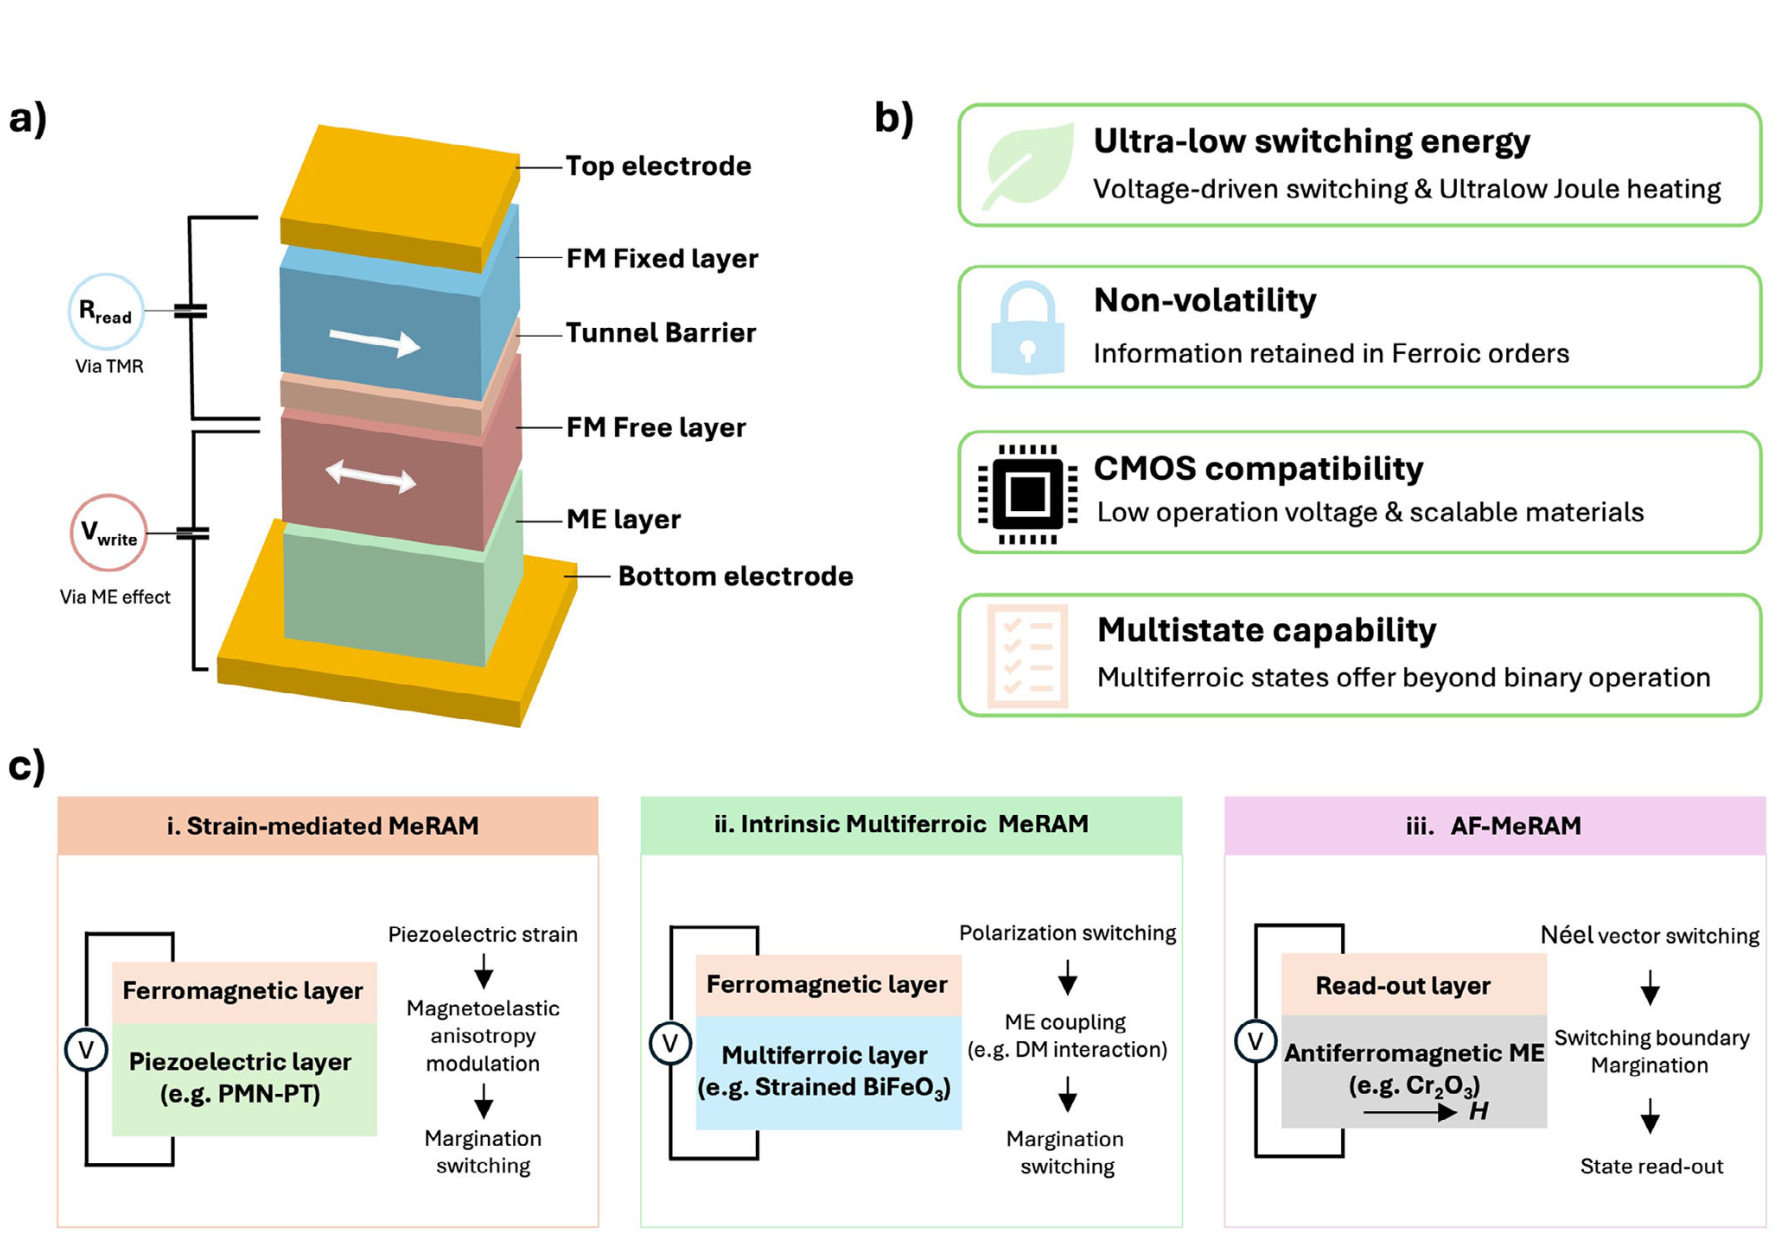 a)
Top electrode
FM Fixed layer
Tunnel Barrier
FM Free layer
ME layer
Bottom electrode
Rread
Via TMR
Vwrite
Via ME effect
b)
Ultra-low switching energy
Voltage-driven switching & Ultralow Joule heating
Non-volatility
Information retained in Ferroic orders
CMOS compatibility
Low operation voltage & scalable materials
Multistate capability
Multiferroic states offer beyond binary operation
c)
i. Strain-mediated MeRAM
V
Ferromagnetic layer
Piezoelectric layer
(e.g. PMN-PT)
Piezoelectric strain
Magnetoelastic
anisotropy
modulation
Margination
switching
ii. Intrinsic Multiferroic MeRAM
V
Ferromagnetic layer
Multiferroic layer
(e.g. Strained BiFeO₃)
Polarization switching
ME coupling
(e.g. DM interaction)
Margination
switching
iii. AF-MeRAM
V
Read-out layer
Antiferromagnetic ME
(e.g. Cr₂O₃)
H
Néel vector switching
Switching boundary
Margination
State read-out